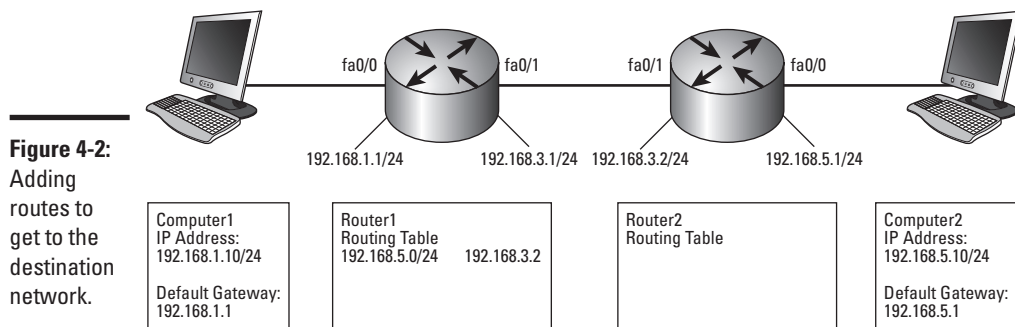 Figure 4-2:
Adding
routes to
get to the
destination
network.
fa0/0
fa0/1
fa0/1
fa0/0
192.168.1.1/24
192.168.3.1/24
192.168.3.2/24
192.168.5.1/24
Computer1
IP Address:
192.168.1.10/24
Default Gateway:
192.168.1.1
Router1
Routing Table
192.168.5.0/24 192.168.3.2
Router2
Routing Table
Computer2
IP Address:
192.168.5.10/24
Default Gateway:
192.168.5.1